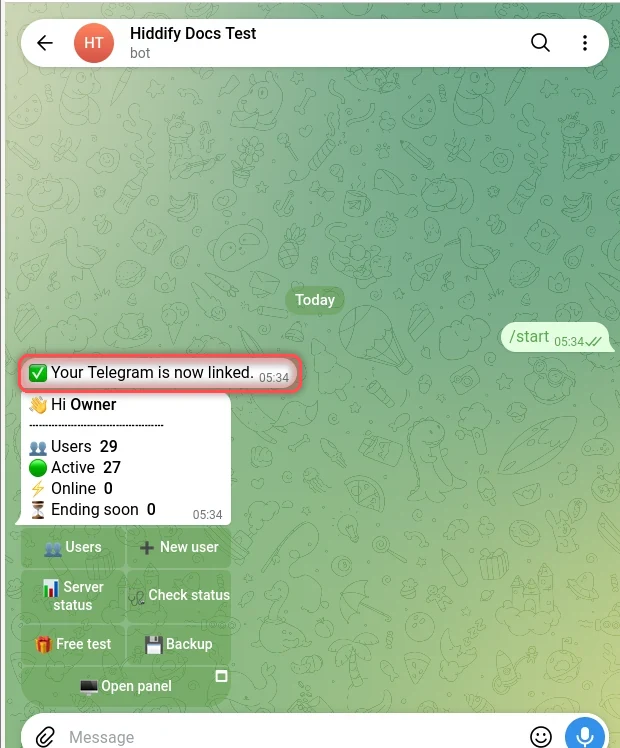 HT
Hiddify Docs Test
bot
Today
/start 05:34
✅ Your Telegram is now linked. 05:34
👋 Hi Owner
----------------------------------------
👥 Users 29
🟢 Active 27
⚡ Online 0
⏳ Ending soon 0 05:34
👥 Users
➕ New user
📊 Server
status
🩺 Check status
🎁 Free test
💾 Backup
🖥️ Open panel
Message